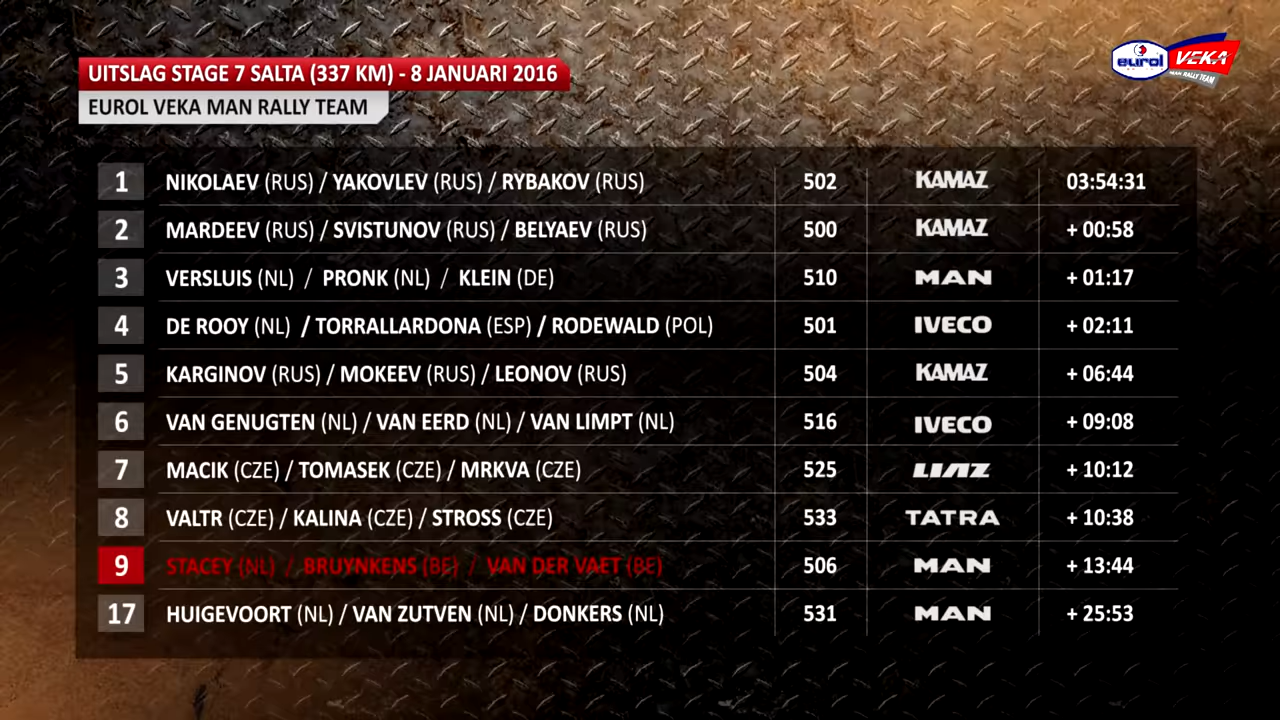 UITSLAG STAGE 7 SALTA (337 KM) - 8 JANUARI 2016
EUROL VEKA MAN RALLY TEAM
eurol VEKA
MAN RALLY TEAM
1 NIKOLAEV (RUS) / YAKOVLEV (RUS) / RYBAKOV (RUS) 502 KAMAZ 03:54:31
2 MARDEEV (RUS) / SVISTUNOV (RUS) / BELYAEV (RUS) 500 KAMAZ + 00:58
3 VERSLUIS (NL) / PRONK (NL) / KLEIN (DE) 510 MAN + 01:17
4 DE ROOY (NL) / TORRALLARDONA (ESP) / RODEWALD (POL) 501 IVECO + 02:11
5 KARGINOV (RUS) / MOKEEV (RUS) / LEONOV (RUS) 504 KAMAZ + 06:44
6 VAN GENUGTEN (NL) / VAN EERD (NL) / VAN LIMPT (NL) 516 IVECO + 09:08
7 MACIK (CZE) / TOMASEK (CZE) / MRKVA (CZE) 525 LIAZ + 10:12
8 VALTR (CZE) / KALINA (CZE) / STROSS (CZE) 533 TATRA + 10:38
9 STACEY (NL) / BRUYNKENS (BE) / VAN DER VAET (BE) 506 MAN + 13:44
17 HUIGEVOORT (NL) / VAN ZUTVEN (NL) / DONKERS (NL) 531 MAN + 25:53